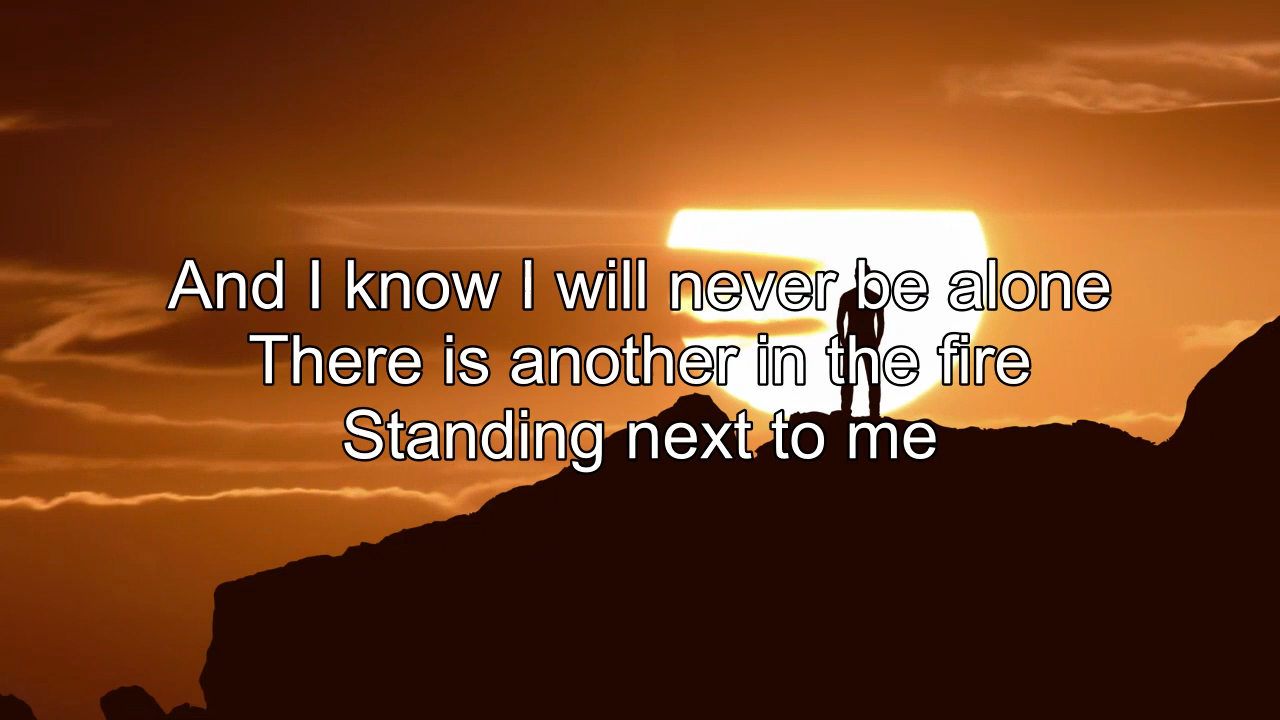 And I know I will never be alone
There is another in the fire
Standing next to me